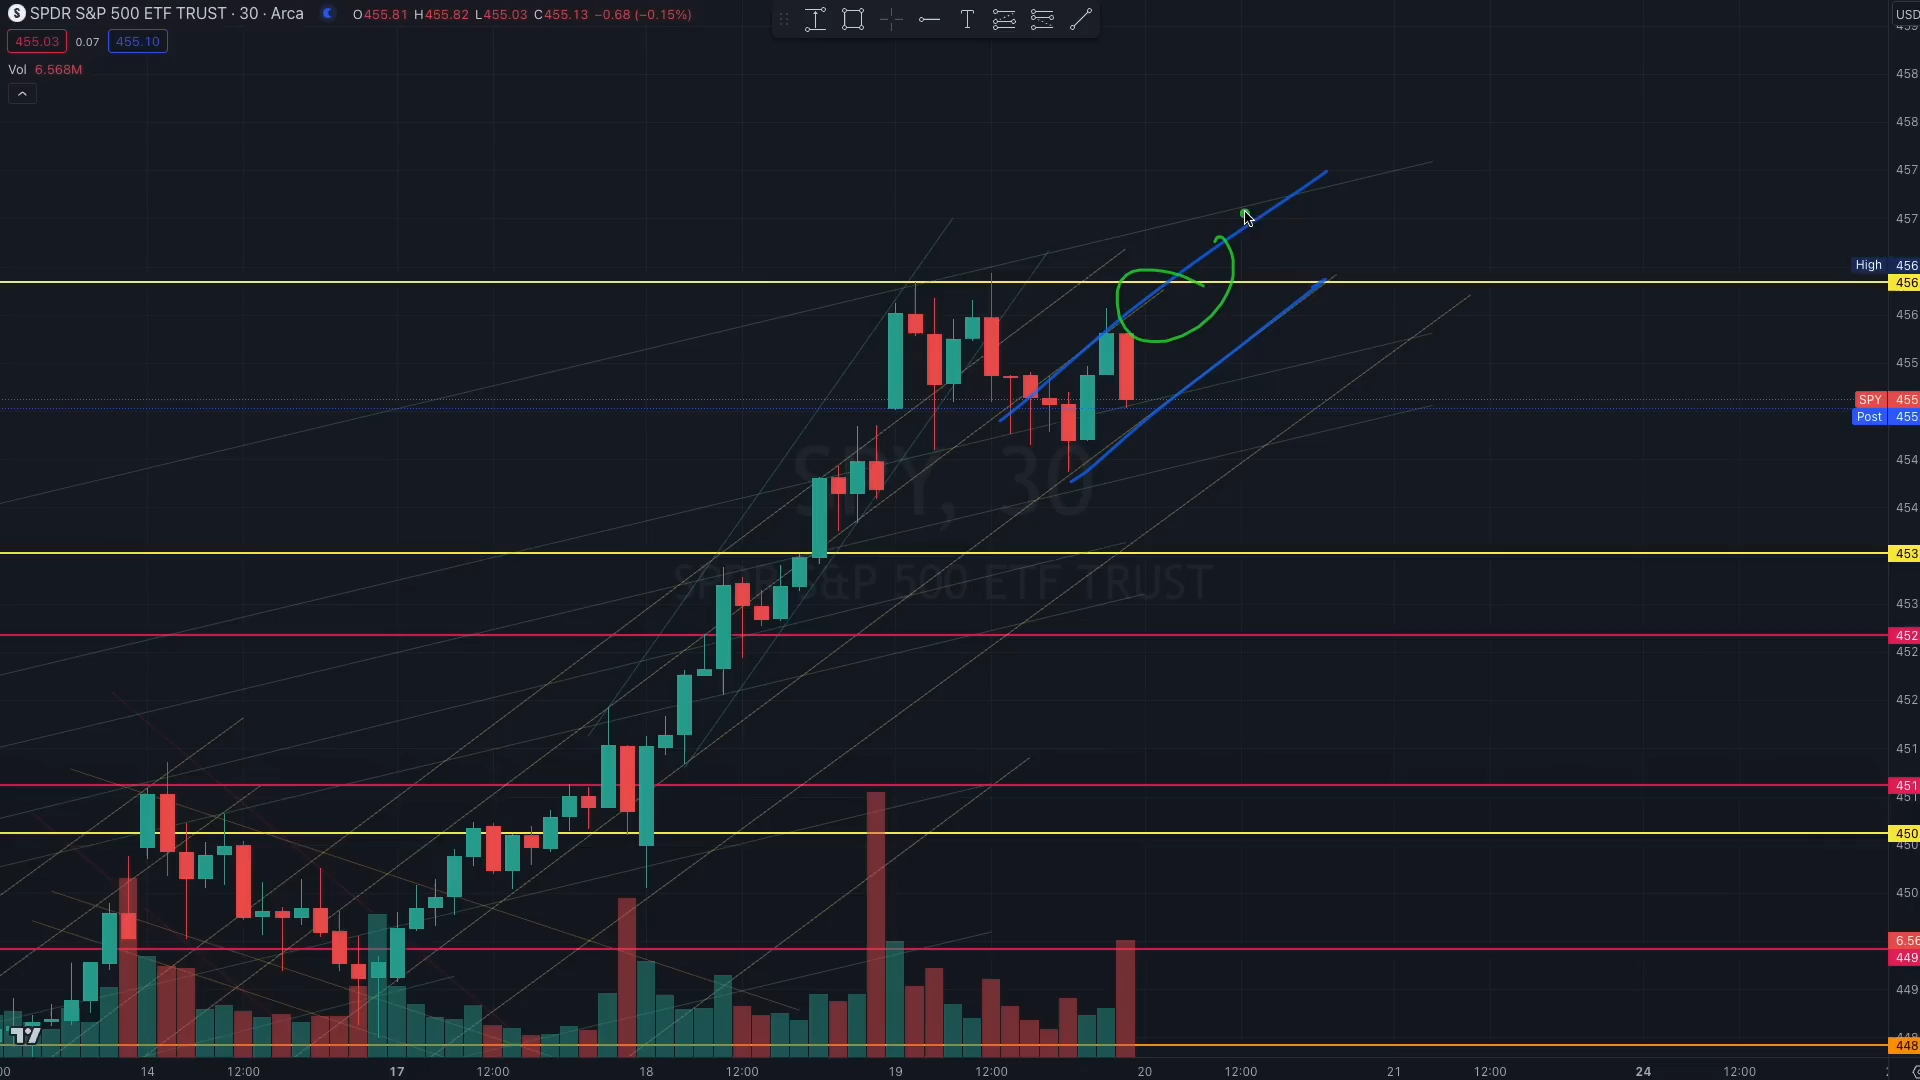 SPDR S&P 500 ETF TRUST · 30 · Arca O455.81 H455.82 L455.03 C455.13 −0.68 (−0.15%)
455.03 0.07 455.10
Vol 6.568M
T
USD
458
458
457
457
High 456
456
456
455
SPY 455
Post 455
454
454
453
453
452
452
452
451
451
451
450
450
450
6.56
449
449
448
SPY, 30
SPDR S&P 500 ETF TRUST
14 12:00 17 12:00 18 12:00 19 12:00 20 12:00 21 12:00 24 12:00